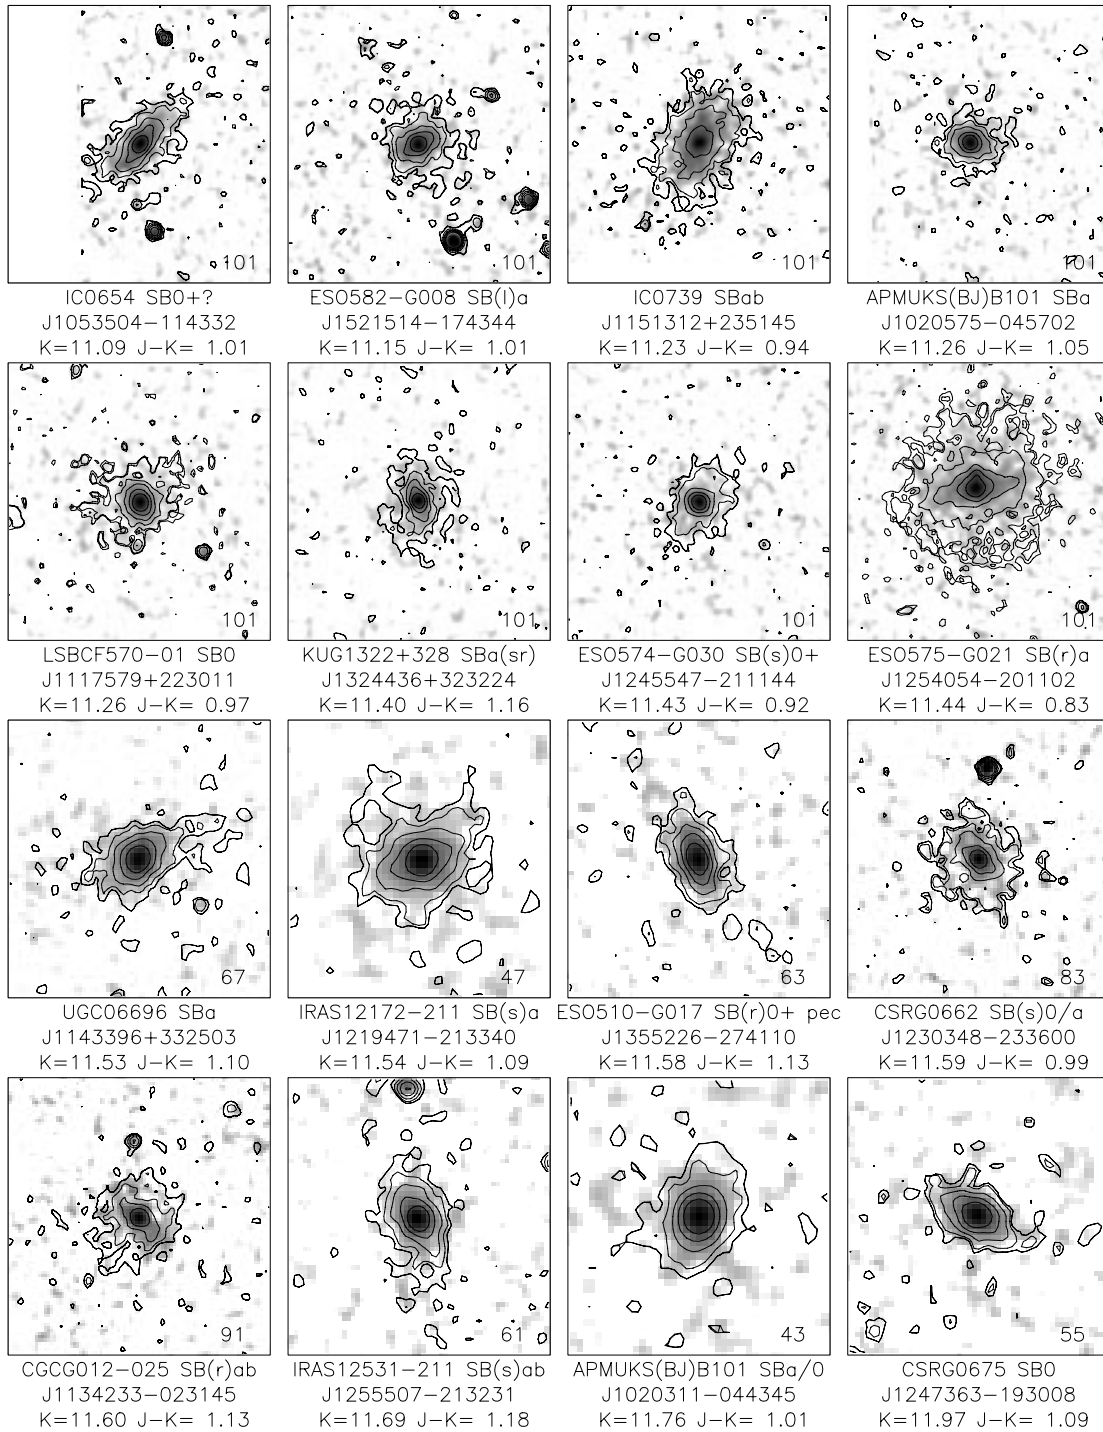 101
IC0654 SB0+?
J1053504-114332
K=11.09 J-K= 1.01
101
ESO582-G008 SB(l)a
J1521514-174344
K=11.15 J-K= 1.01
101
IC0739 SBab
J1151312+235145
K=11.23 J-K= 0.94
101
APMUKS(BJ)B101 SBa
J1020575-045702
K=11.26 J-K= 1.05
101
LSBCF570-01 SB0
J1117579+223011
K=11.26 J-K= 0.97
101
KUG1322+328 SBa(sr)
J1324436+323224
K=11.40 J-K= 1.16
101
ESO574-G030 SB(s)0+
J1245547-211144
K=11.43 J-K= 0.92
101
ESO575-G021 SB(r)a
J1254054-201102
K=11.44 J-K= 0.83
67
UGC06696 SBa
J1143396+332503
K=11.53 J-K= 1.10
47
IRAS12172-211 SB(s)a
J1219471-213340
K=11.54 J-K= 1.09
63
ESO510-G017 SB(r)0+ pec
J1355226-274110
K=11.58 J-K= 1.13
83
CSRG0662 SB(s)0/a
J1230348-233600
K=11.59 J-K= 0.99
91
CGCG012-025 SB(r)ab
J1134233-023145
K=11.60 J-K= 1.13
61
IRAS12531-211 SB(s)ab
J1255507-213231
K=11.69 J-K= 1.18
43
APMUKS(BJ)B101 SBa/0
J1020311-044345
K=11.76 J-K= 1.01
55
CSRG0675 SB0
J1247363-193008
K=11.97 J-K= 1.09